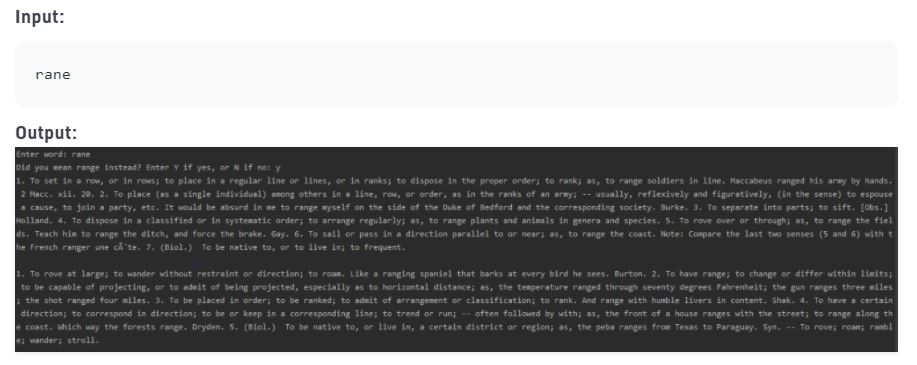 Input:
rane
Output:
Enter word: rane
Did you mean range instead? Enter Y if yes, or N if no: y
1. To set in a row, or in rows; to place in a regular line or lines, or in ranks; to dispose in the proper order; to rank; as, to range soldiers in line. Maccabeus ranged his army by hands.
2 Macc. xii. 20. 2. To place (as a single individual) among others in a line, row, or order, as in the ranks of an army; -- usually, reflexively and figuratively, (in the sense) to espouse
a cause, to join a party, etc. It would be absurd in me to range myself on the side of the Duke of Bedford and the corresponding society. Burke. 3. To separate into parts; to sift. [Obs.]
Holland. 4. To dispose in a classified or in systematic order; to arrange regularly; as, to range plants and animals in genera and species. 5. To rove over or through; as, to range the fiel
ds. Teach him to range the ditch, and force the brake. Gay. 6. To sail or pass in a direction parallel to or near; as, to range the coast. Note: Compare the last two senses (5 and 6) with t
he French ranger une cÃ´te. 7. (Biol.) To be native to, or to live in; to frequent.
1. To rove at large; to wander without restraint or direction; to roam. Like a ranging spaniel that barks at every bird he sees. Burton. 2. To have range; to change or differ within limits;
to be capable of projecting, or to admit of being projected, especially as to horizontal distance; as, the temperature ranged through seventy degrees Fahrenheit; the gun ranges three miles
; the shot ranged four miles. 3. To be placed in order; to be ranked; to admit of arrangement or classification; to rank. And range with humble livers in content. Shak. 4. To have a certain
direction; to correspond in direction; to be or keep in a corresponding line; to trend or run; -- often followed by with; as, the front of a house ranges with the street; to range along th
e coast. Which way the forests range. Dryden. 5. (Biol.) To be native to, or live in, a certain district or region; as, the peba ranges from Texas to Paraguay. Syn. -- To rove; roam; rambl
e; wander; stroll.